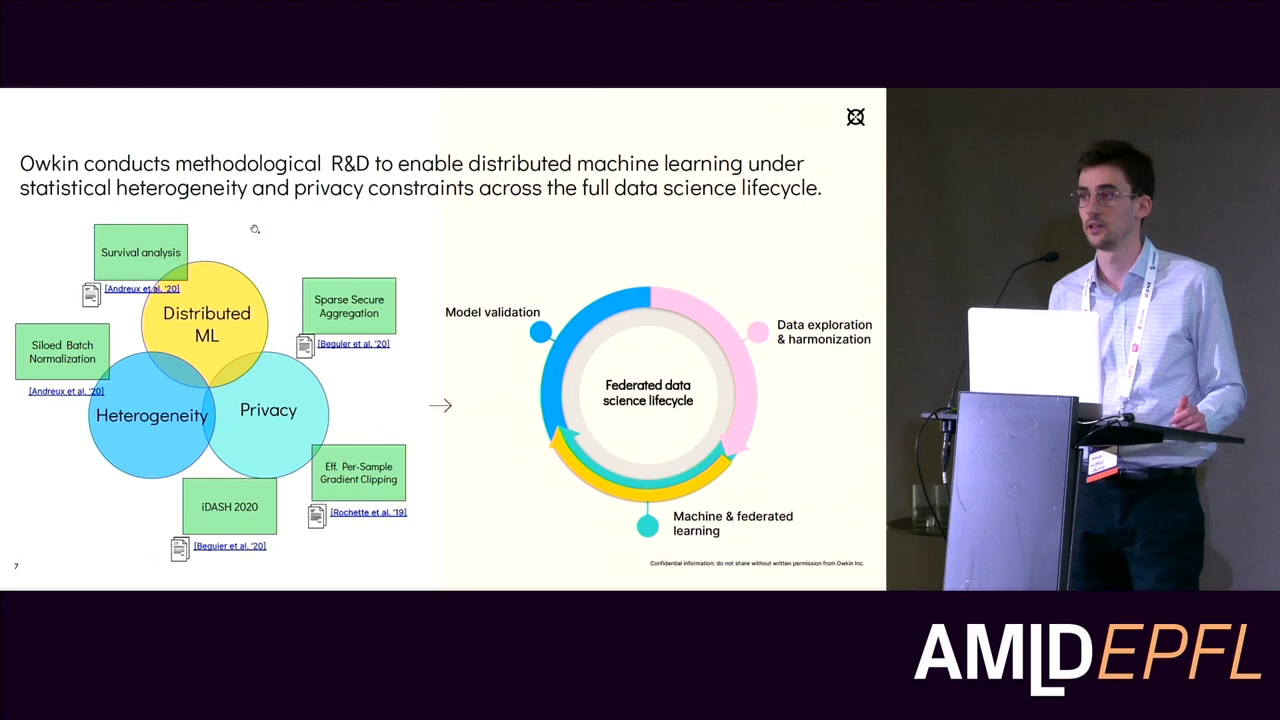 Owkin conducts methodological R&D to enable distributed machine learning under
statistical heterogeneity and privacy constraints across the full data science lifecycle.
Survival analysis
[Andreux et al. '20]
Distributed
ML
Sparse Secure
Aggregation
[Beguier et al. '20]
Siloed Batch
Normalization
[Andreux et al. '20]
Heterogeneity
Privacy
Eff. Per-Sample
Gradient Clipping
[Rochette et al. '19]
iDASH 2020
[Beguier et al. '20]
Model validation
Data exploration
& harmonization
Federated data
science lifecycle
Machine & federated
learning
7
Confidential information: do not share without written permission from Owkin Inc.
AMLD EPFL